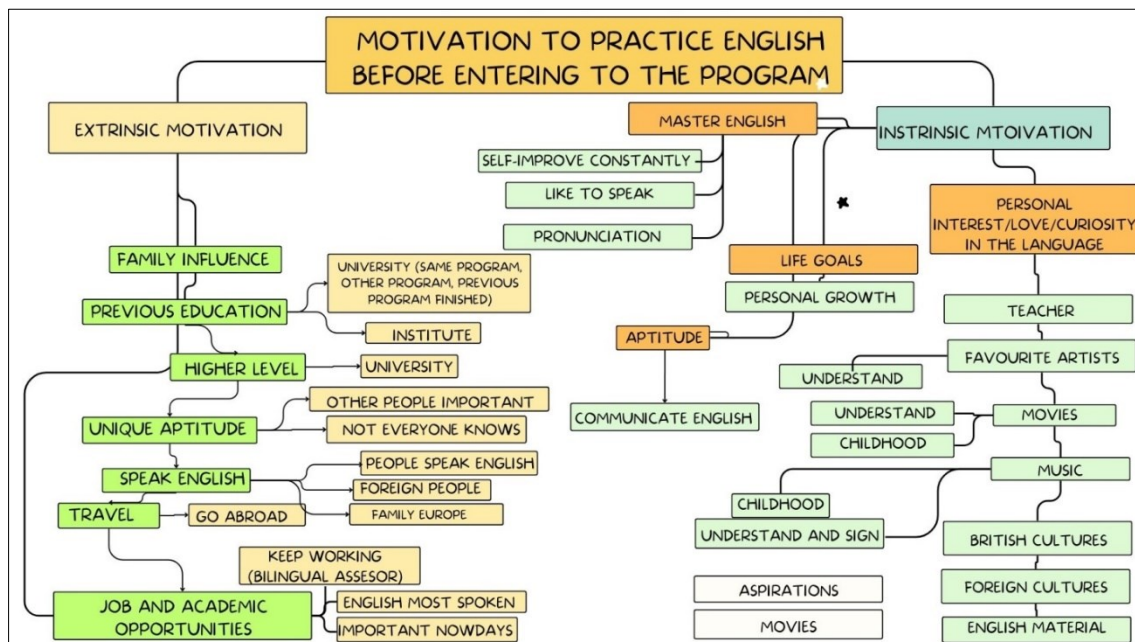 MOTIVATION TO PRACTICE ENGLISH
BEFORE ENTERING TO THE PROGRAM
EXTRINSIC MOTIVATION
FAMILY INFLUENCE
PREVIOUS EDUCATION
UNIVERSITY (SAME PROGRAM,
OTHER PROGRAM, PREVIOUS
PROGRAM FINISHED)
INSTITUTE
HIGHER LEVEL
UNIVERSITY
UNIQUE APTITUDE
OTHER PEOPLE IMPORTANT
NOT EVERYONE KNOWS
SPEAK ENGLISH
PEOPLE SPEAK ENGLISH
FOREIGN PEOPLE
FAMILY EUROPE
TRAVEL
GO ABROAD
JOB AND ACADEMIC
OPPORTUNITIES
KEEP WORKING
(BILINGUAL ASSESOR)
ENGLISH MOST SPOKEN
IMPORTANT NOWDAYS
INSTRINSIC MTOIVATION
MASTER ENGLISH
SELF-IMPROVE CONSTANTLY
LIKE TO SPEAK
PRONUNCIATION
LIFE GOALS
PERSONAL GROWTH
APTITUDE
COMMUNICATE ENGLISH
PERSONAL
INTEREST/LOVE/CURIOSITY
IN THE LANGUAGE
TEACHER
FAVOURITE ARTISTS
UNDERSTAND
MOVIES
UNDERSTAND
CHILDHOOD
MUSIC
CHILDHOOD
UNDERSTAND AND SIGN
BRITISH CULTURES
FOREIGN CULTURES
ENGLISH MATERIAL
ASPIRATIONS
MOVIES